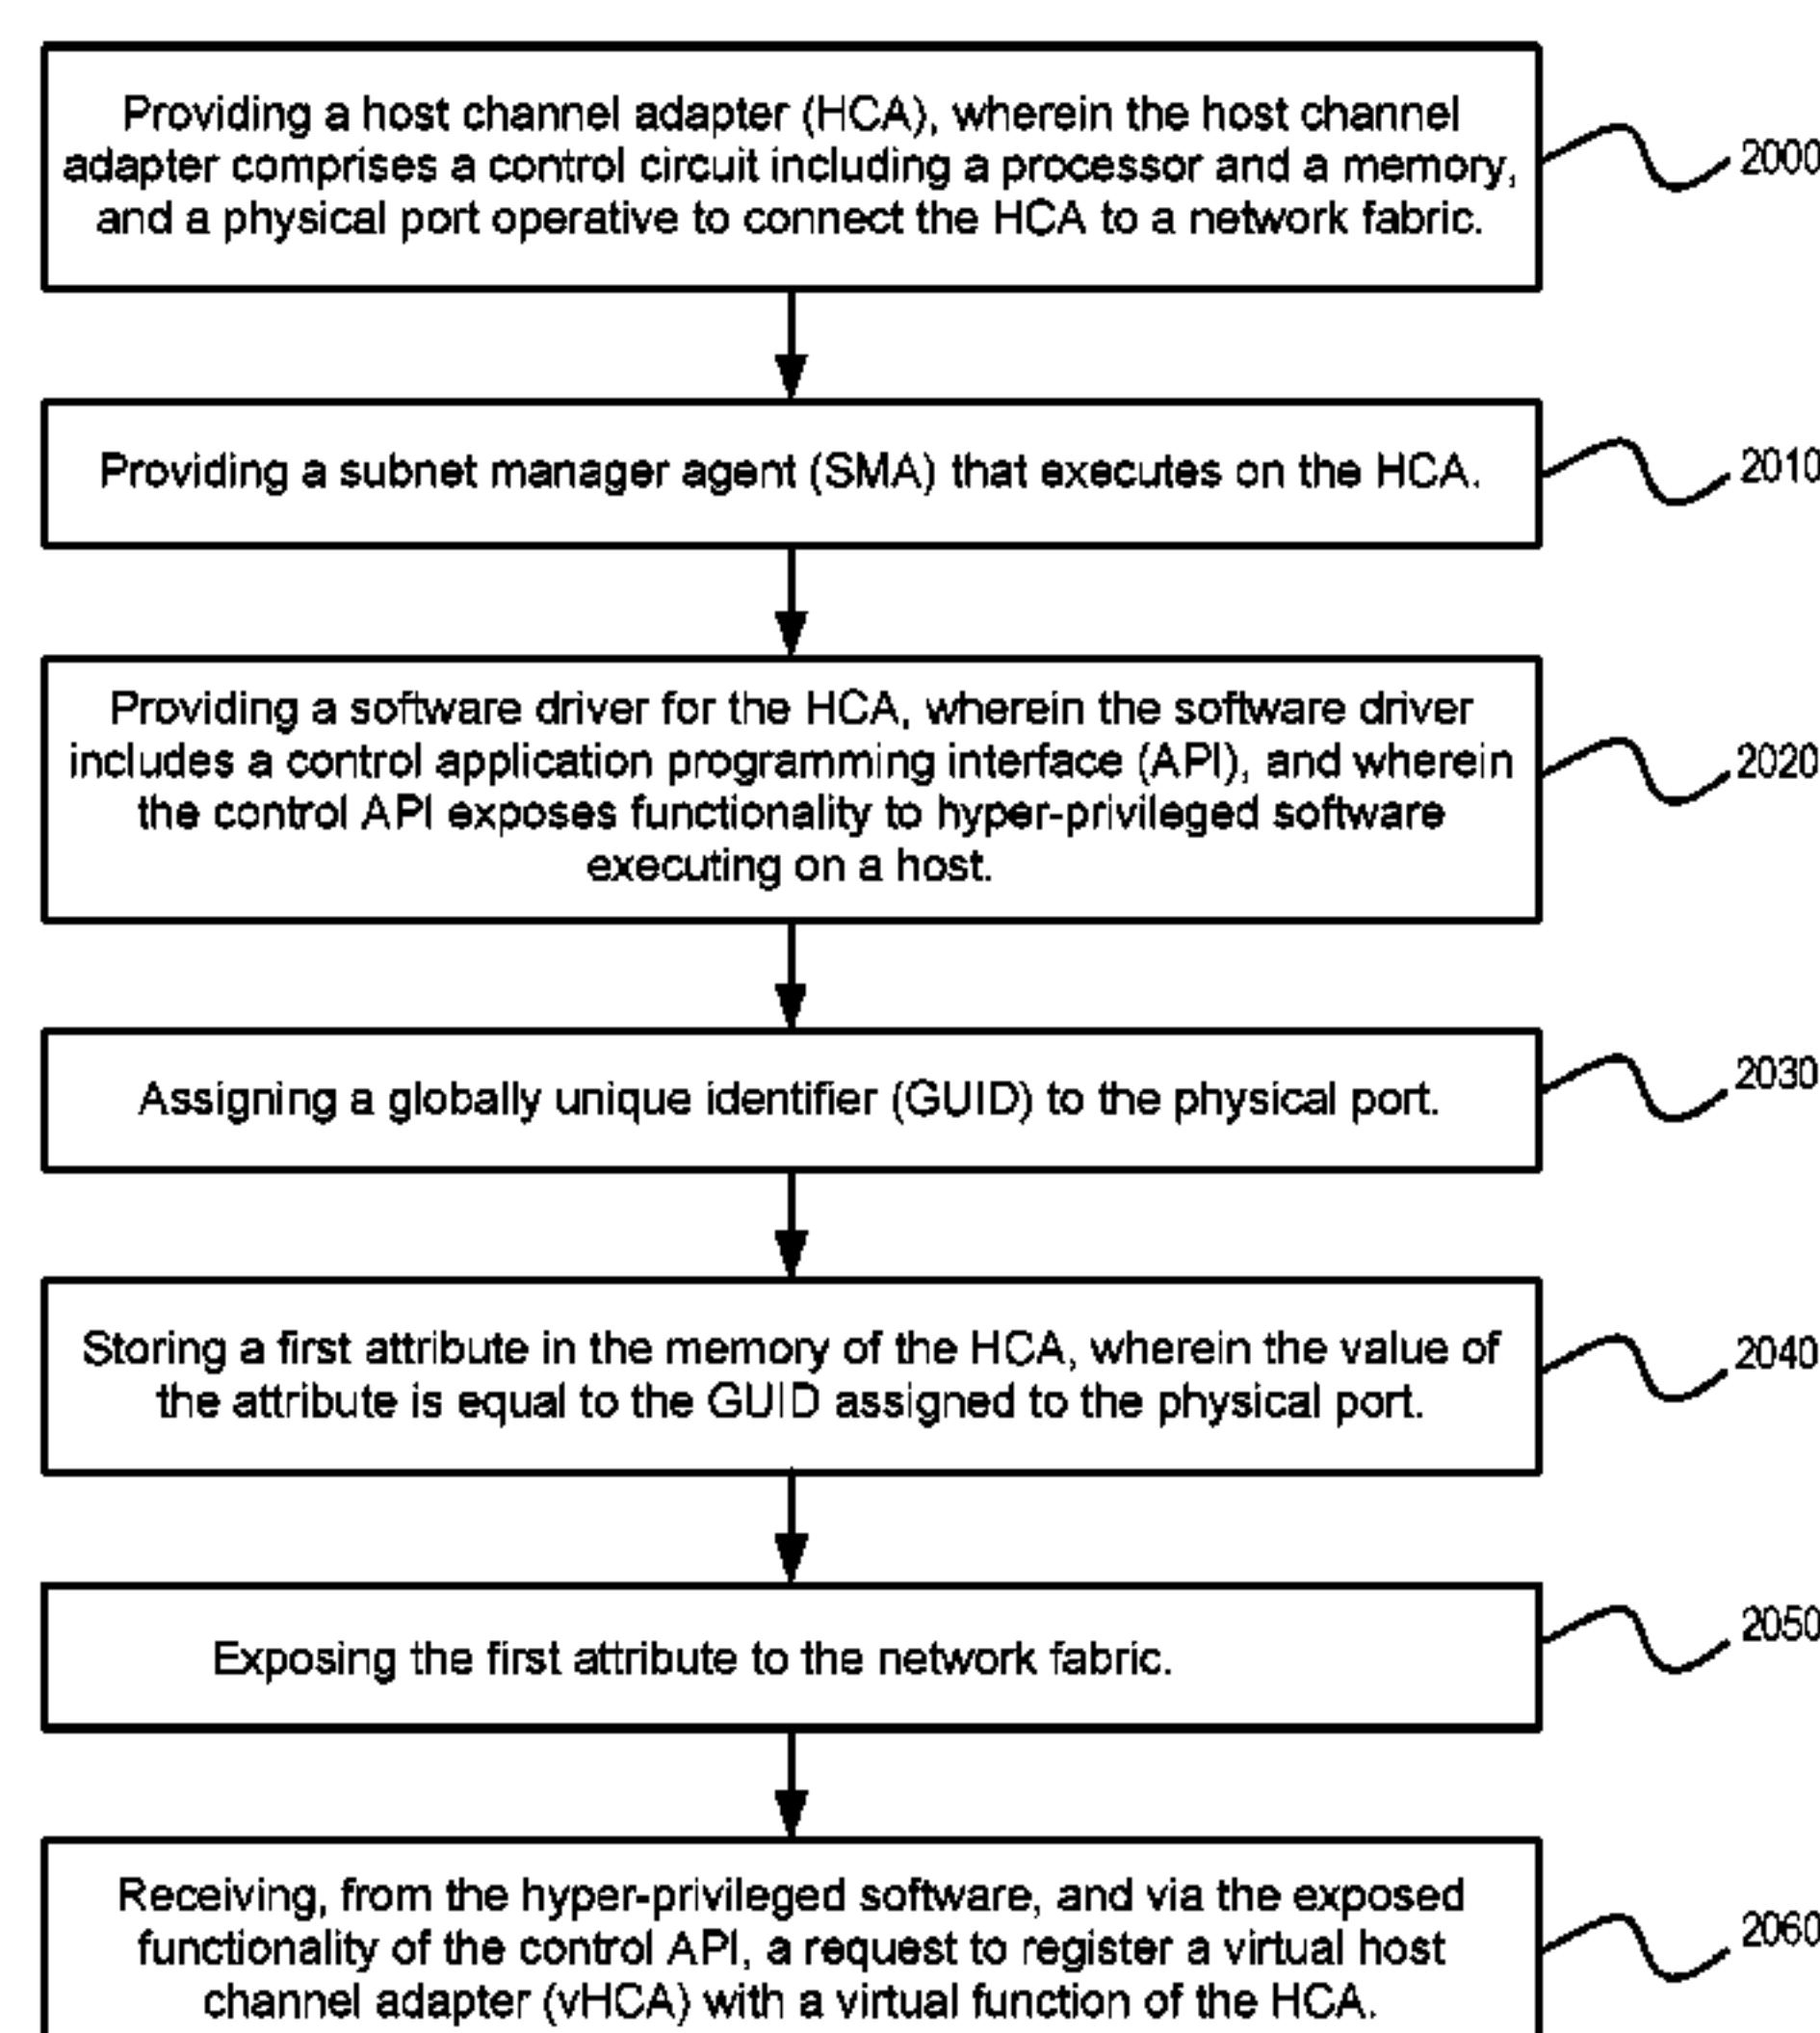 Providing a host channel adapter (HCA), wherein the host channel
adapter comprises a control circuit including a processor and a memory,
and a physical port operative to connect the HCA to a network fabric.
2000
Providing a subnet manager agent (SMA) that executes on the HCA.
2010
Providing a software driver for the HCA, wherein the software driver
includes a control application programming interface (API), and wherein
the control API exposes functionality to hyper-privileged software
executing on a host.
2020
Assigning a globally unique identifier (GUID) to the physical port.
2030
Storing a first attribute in the memory of the HCA, wherein the value of
the attribute is equal to the GUID assigned to the physical port.
2040
Exposing the first attribute to the network fabric.
2050
Receiving, from the hyper-privileged software, and via the exposed
functionality of the control API, a request to register a virtual host
channel adapter (vHCA) with a virtual function of the HCA.
2060